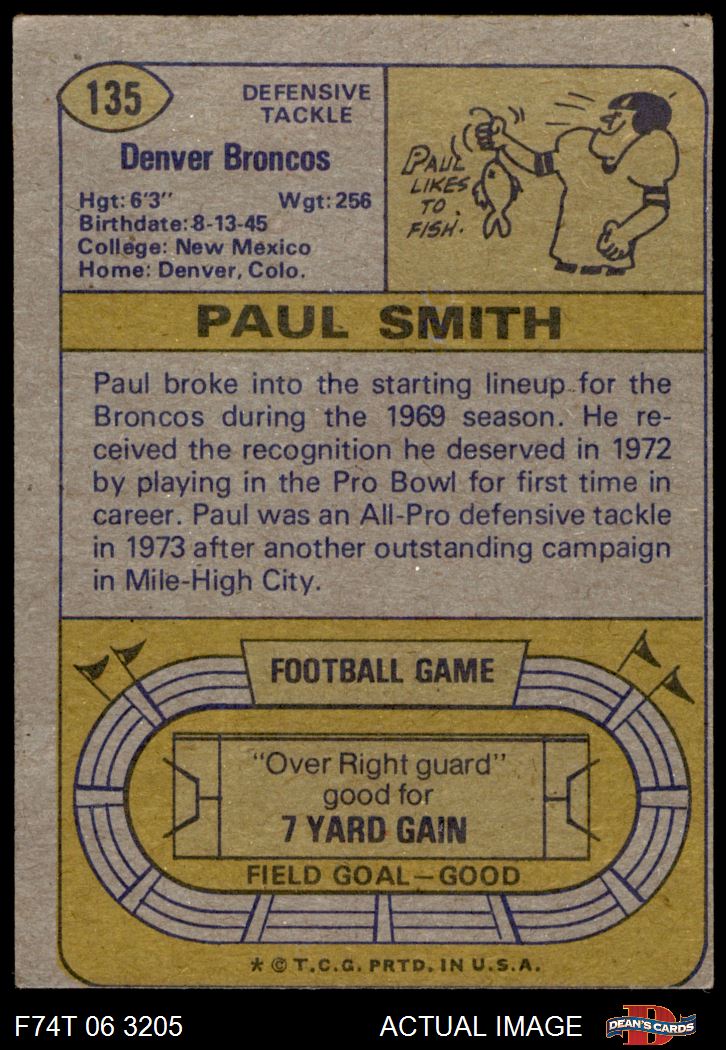 135
DEFENSIVE
TACKLE
Denver Broncos
Hgt: 6'3" Wgt: 256
Birthdate: 8-13-45
College: New Mexico
Home: Denver, Colo.
PAUL
LIKES
TO
FISH.
PAUL SMITH
Paul broke into the starting lineup for the
Broncos during the 1969 season. He re-
ceived the recognition he deserved in 1972
by playing in the Pro Bowl for first time in
career. Paul was an All-Pro defensive tackle
in 1973 after another outstanding campaign
in Mile-High City.
FOOTBALL GAME
"Over Right guard"
good for
7 YARD GAIN
FIELD GOAL—GOOD
* © T.C.G. PRTD. IN U.S.A.
F74T 06 3205 ACTUAL IMAGE
D
DEAN'S CARDS